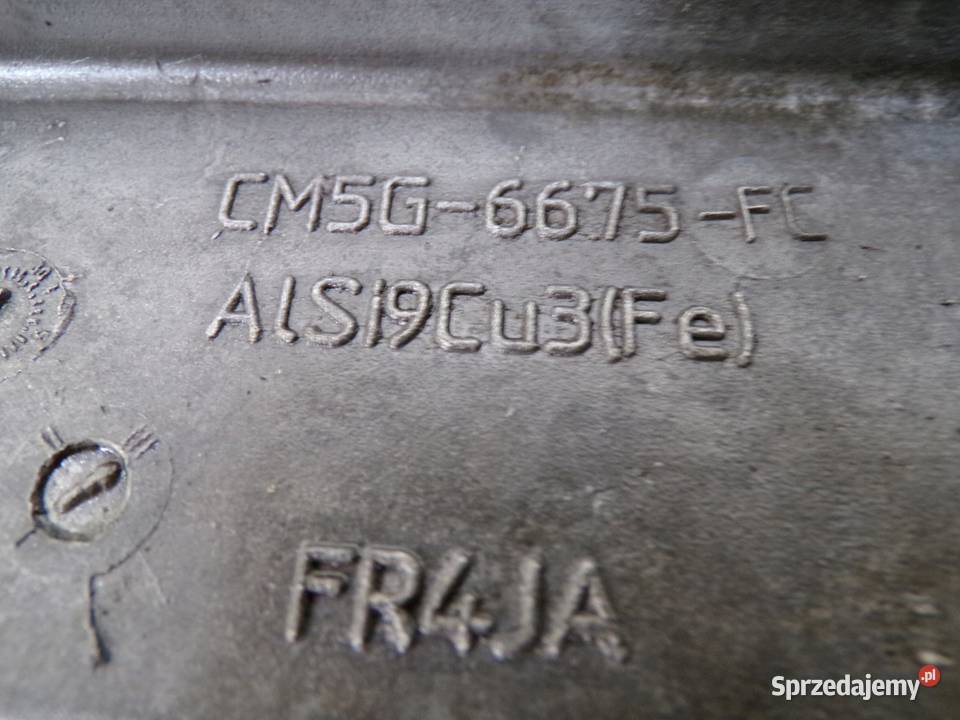 CM5G-6675-FC
AlSi9Cu3(Fe)
FR4JA
Sprzedajemy.pl